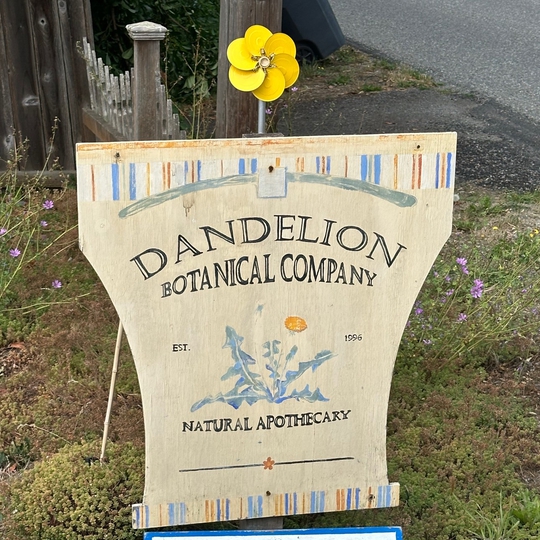 DANDELION
BOTANICAL COMPANY
EST. 1996
NATURAL APOTHECARY